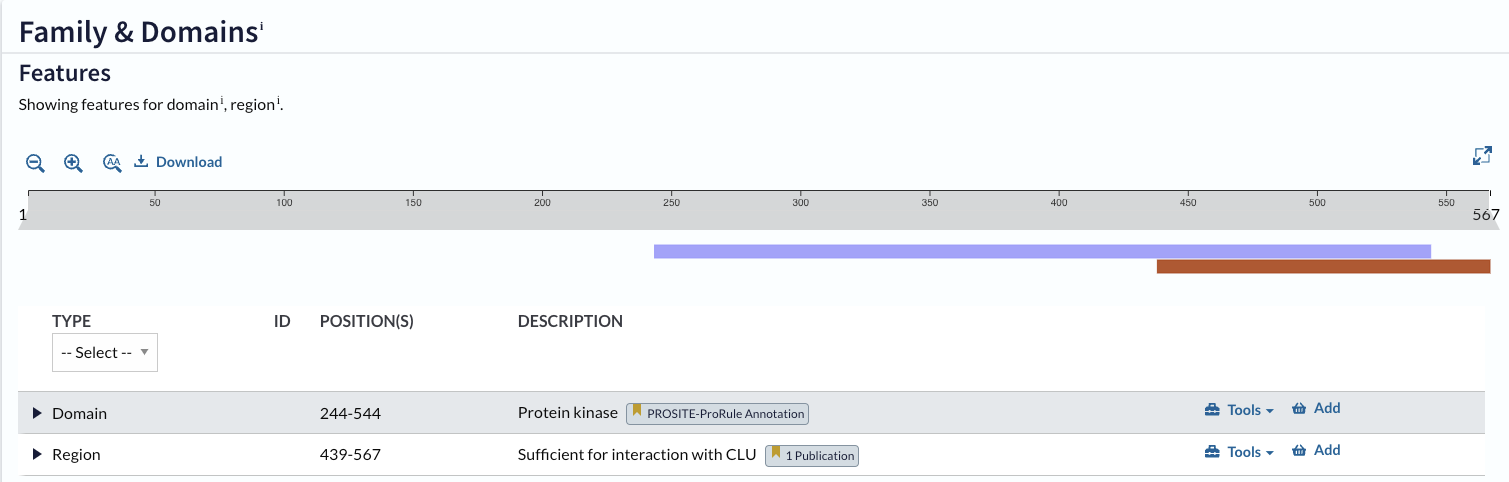 Family & Domains i
Features
Showing features for domain i, region i.
AA Download
50 100 150 200 250 300 350 400 450 500 550
1 567
TYPE ID POSITION(S) DESCRIPTION
-- Select --
Domain 244-544 Protein kinase PROSITE-ProRule Annotation Tools Add
Region 439-567 Sufficient for interaction with CLU 1 Publication Tools Add